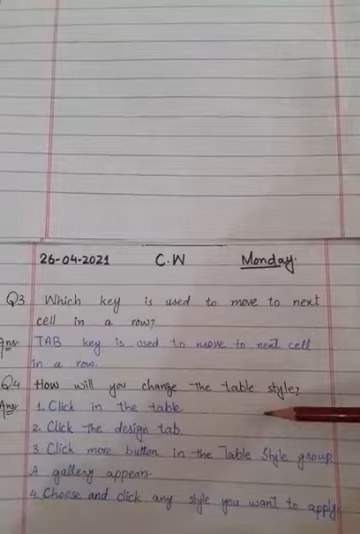 26-04-2021 C.W Monday.
Q3 Which key is used to move to next
cell in a row?
Ans TAB key is used to move to next cell
in a row.
Q4 How will you change the table style?
Ans 1. Click in the table
2. Click the design tab.
3. Click more button in the Table Style group.
A gallery appears.
4. Choose and click any style you want to apply.